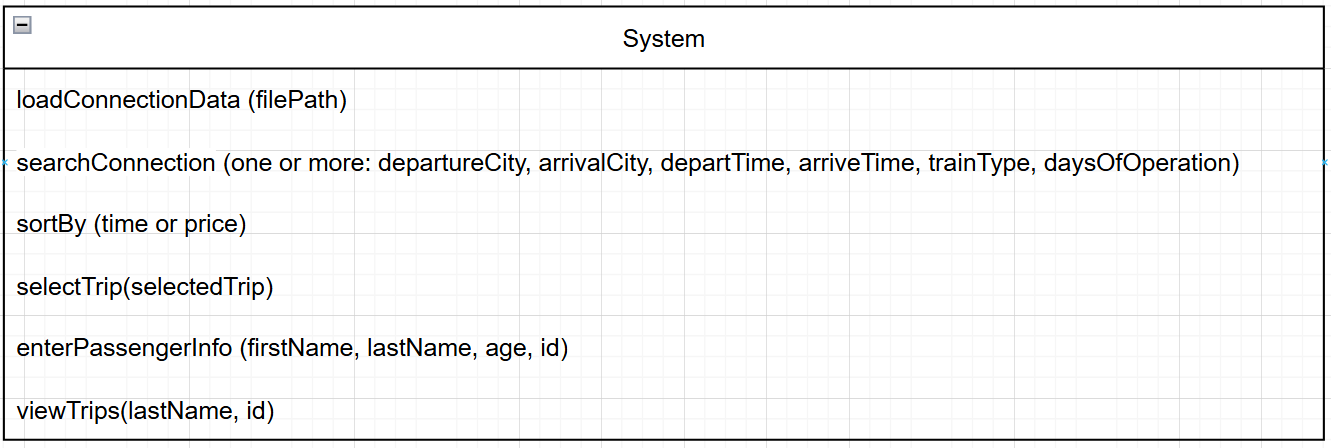 System
loadConnectionData (filePath)
searchConnection (one or more: departureCity, arrivalCity, departTime, arriveTime, trainType, daysOfOperation)
sortBy (time or price)
selectTrip(selectedTrip)
enterPassengerInfo (firstName, lastName, age, id)
viewTrips(lastName, id)